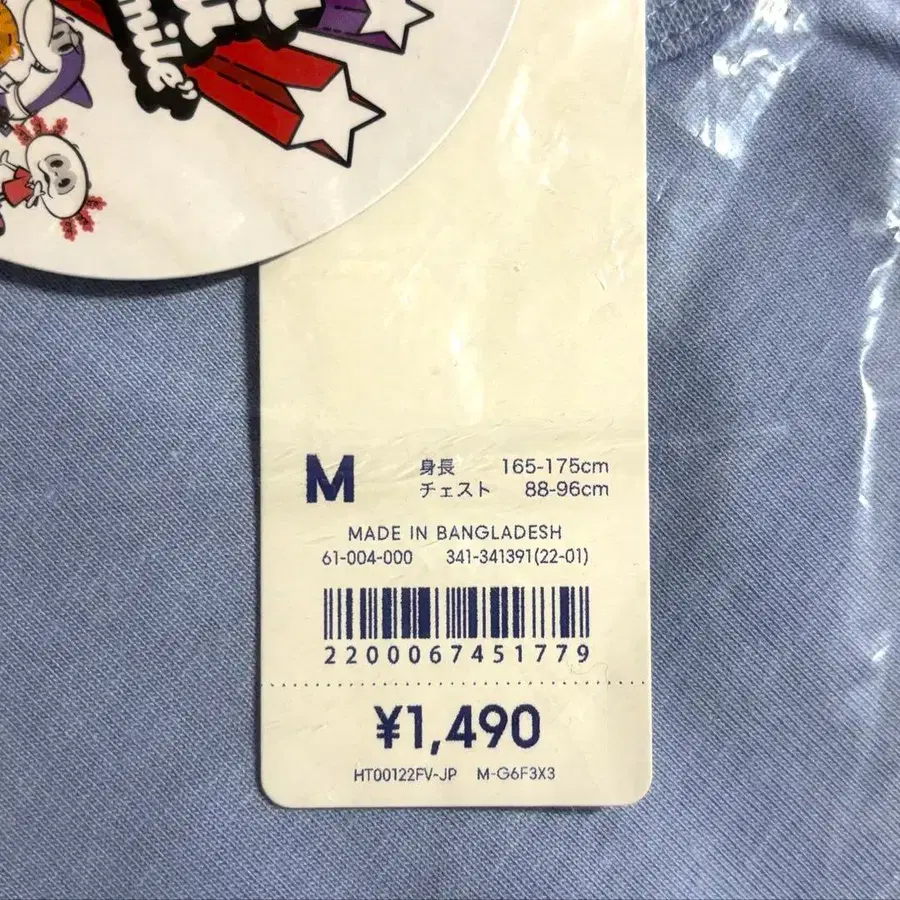 mile"
M
身長 165-175cm
チェスト 88-96cm
MADE IN BANGLADESH
61-004-000 341-341391(22-01)
2200067451779
¥1,490
HT00122FV-JP M-G6F3X3